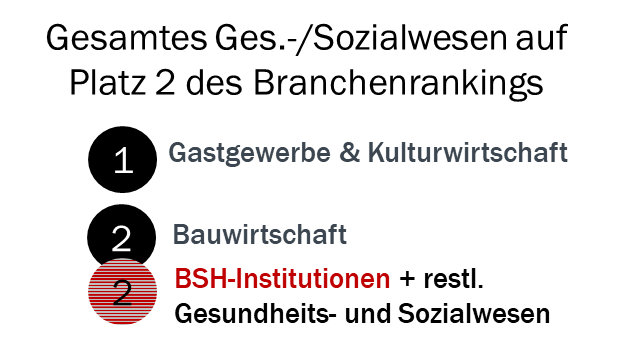 Gesamtes Ges.-/Sozialwesen auf
Platz 2 des Branchenrankings
1 Gastgewerbe & Kulturwirtschaft
2 Bauwirtschaft
2 BSH-Institutionen + restl.
Gesundheits- und Sozialwesen